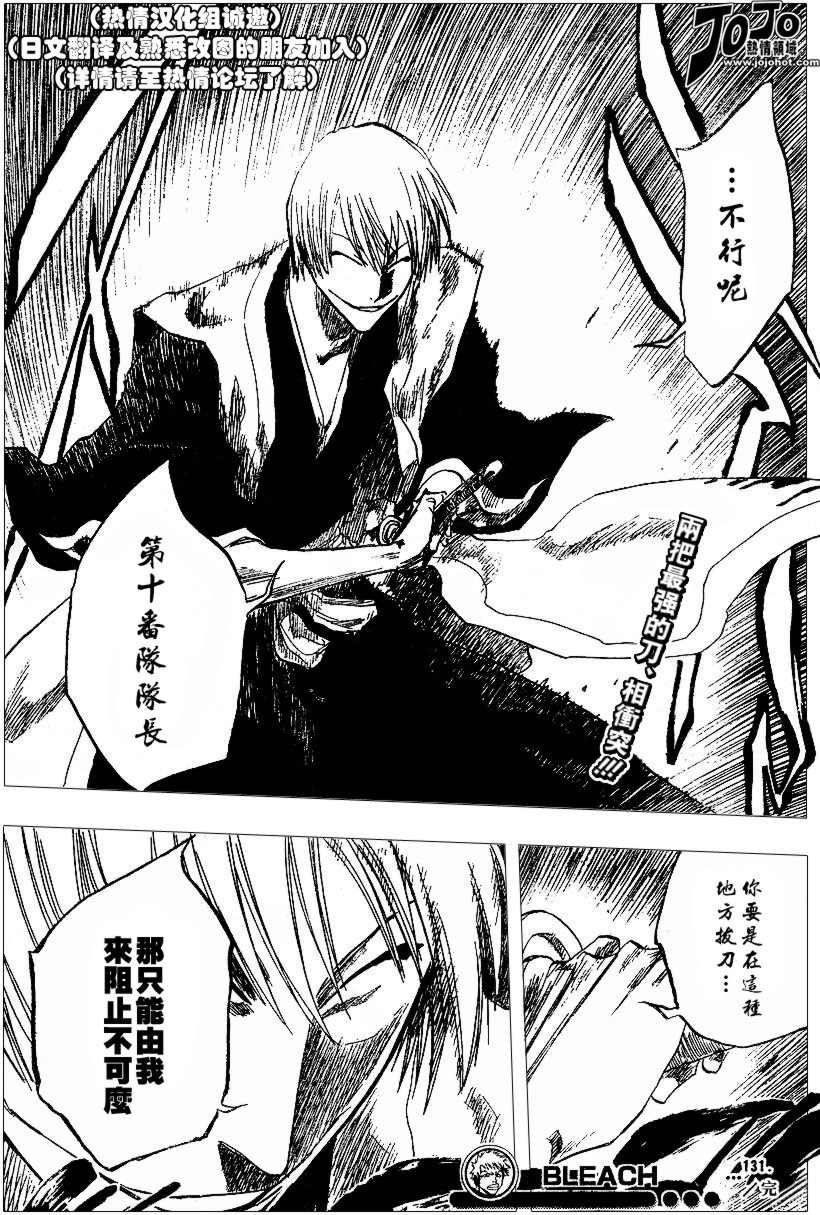 (热情汉化组诚邀)
(日文翻译及熟悉改图的朋友加入)
(详情请至热情论坛了解)
JOJO
熱情領域
www.jojohot.com
…不行呢
第十番隊隊長
兩把最强的刀、相衝突!!!
你要是在這種
地方拔刀…
那只能由我
來阻止不可麼
BLEACH
131.
完